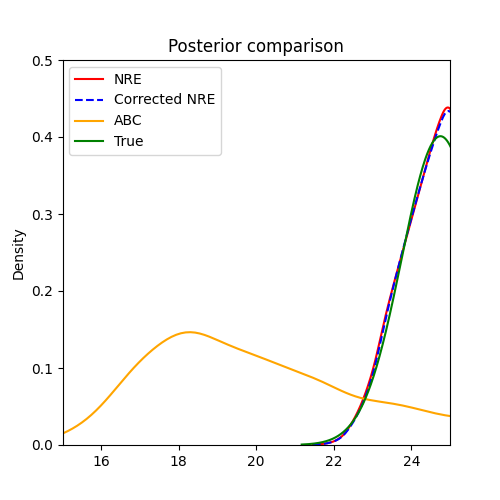 Posterior comparison
NRE
Corrected NRE
ABC
True
Density
0.5
0.4
0.3
0.2
0.1
0.0
16
18
20
22
24